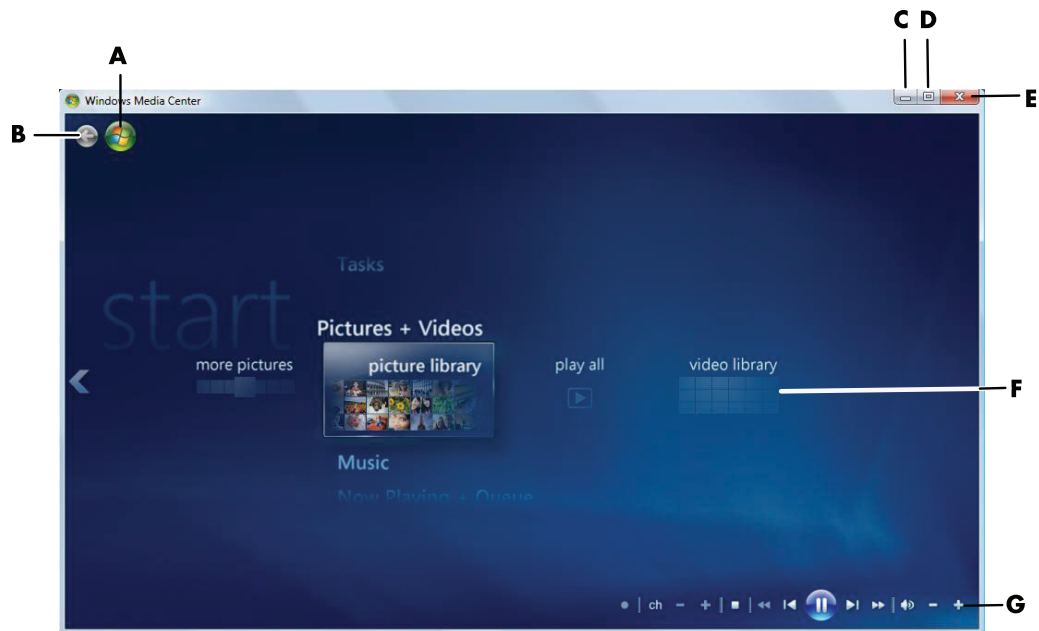 C D
A
Windows Media Center
E
B
Tasks
start
Pictures + Videos
more pictures
picture library
play all
video library
F
Music
Now Playing + Queue
ch
G